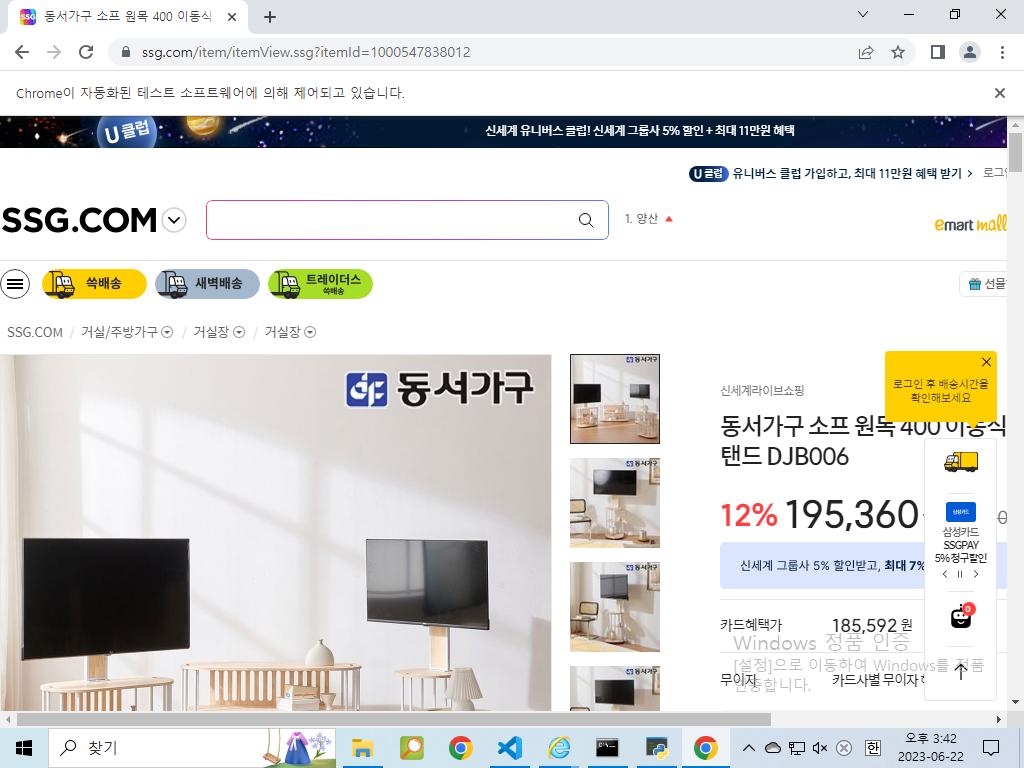 동서가구 소프 원목 400 이동식
ssg.com/item/itemView.ssg?itemId=1000547838012
Chrome이 자동화된 테스트 소프트웨어에 의해 제어되고 있습니다.
U클럽
신세계 유니버스 클럽! 신세계 그룹사 5% 할인 + 최대 11만원 혜택
U클럽 유니버스 클럽 가입하고, 최대 11만원 혜택 받기 >
SSG.COM
1. 양산
emart mall
쓱배송
새벽배송
트레이더스
쓱배송
선물
SSG.COM / 거실/주방가구 / 거실장 / 거실장
동서가구
신세계라이브쇼핑
로그인 후 배송시간을
확인해보세요
동서가구 소프 원목 400 이동식
탠드 DJB006
12% 195,360
신세계 그룹사 5% 할인받고, 최대 7%
삼성카드
삼성카드
SSGPAY
5% 청구할인
0
카드혜택가 185,592 원
Windows 정품 인증
[설정]으로 이동하여 Windows를 정품
인증합니다.
무이자 카드사별 무이자
찾기
한
오후 3:42
2023-06-22